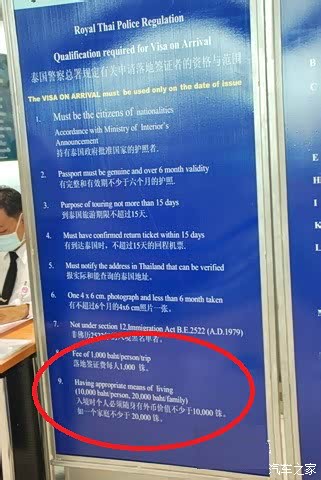 Royal Thai Police Regulation
Qualification required for Visa on Arrival
泰国警察总署规定有关申请落地签证者的资格与范围
The VISA ON ARRIVAL must be used only on the date of issue
1. Must be the citizens of nationalities
Accordance with Ministry of Interior's
Announcement
持有泰国政府批准国家的护照者.
2. Passport must be genuine and over 6 month validity
有完整和有效期不少于六个月的护照.
3. Purpose of touring not more than 15 days
到泰国旅游期限不超过15天.
4. Must have confirmed return ticket within 15 days
有到达泰国时，不超过15天的回程机票.
5. Must notify the address in Thailand that can be verified
报实际和能查询的泰国地址。
6. One 4 x 6 cm. photograph and less than 6 month taken
有不超过6个月的4x6 cm照片一张。
7. Not under section 12,Immigration Act B.E.2522 (A.D.1979)
非佛历2522 黑名单者.
8. Fee of 1,000 baht/person/trip
落地签证费每人1,000 铢。
9. Having appropriate means of living
(10,000 baht/person, 20,000 baht/family)
入境时个人必须随身有外币价值不少于10,000 铢。
如一个家庭不少于 20,000 铢。
汽车之家